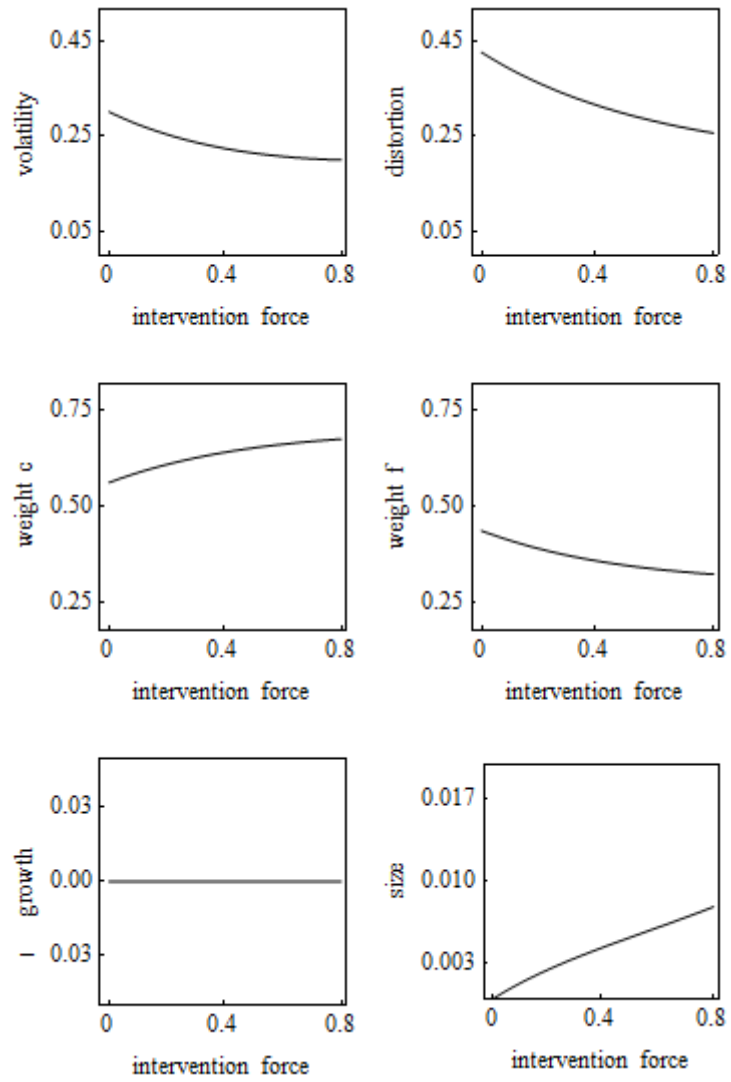 volatility
0.45
0.25
0.05
0 0.4 0.8
intervention force
distortion
0.45
0.25
0.05
0 0.4 0.8
intervention force
weight c
0.75
0.50
0.25
0 0.4 0.8
intervention force
weight f
0.75
0.50
0.25
0 0.4 0.8
intervention force
– growth
0.03
0.00
0.03
0 0.4 0.8
intervention force
size
0.017
0.010
0.003
0 0.4 0.8
intervention force